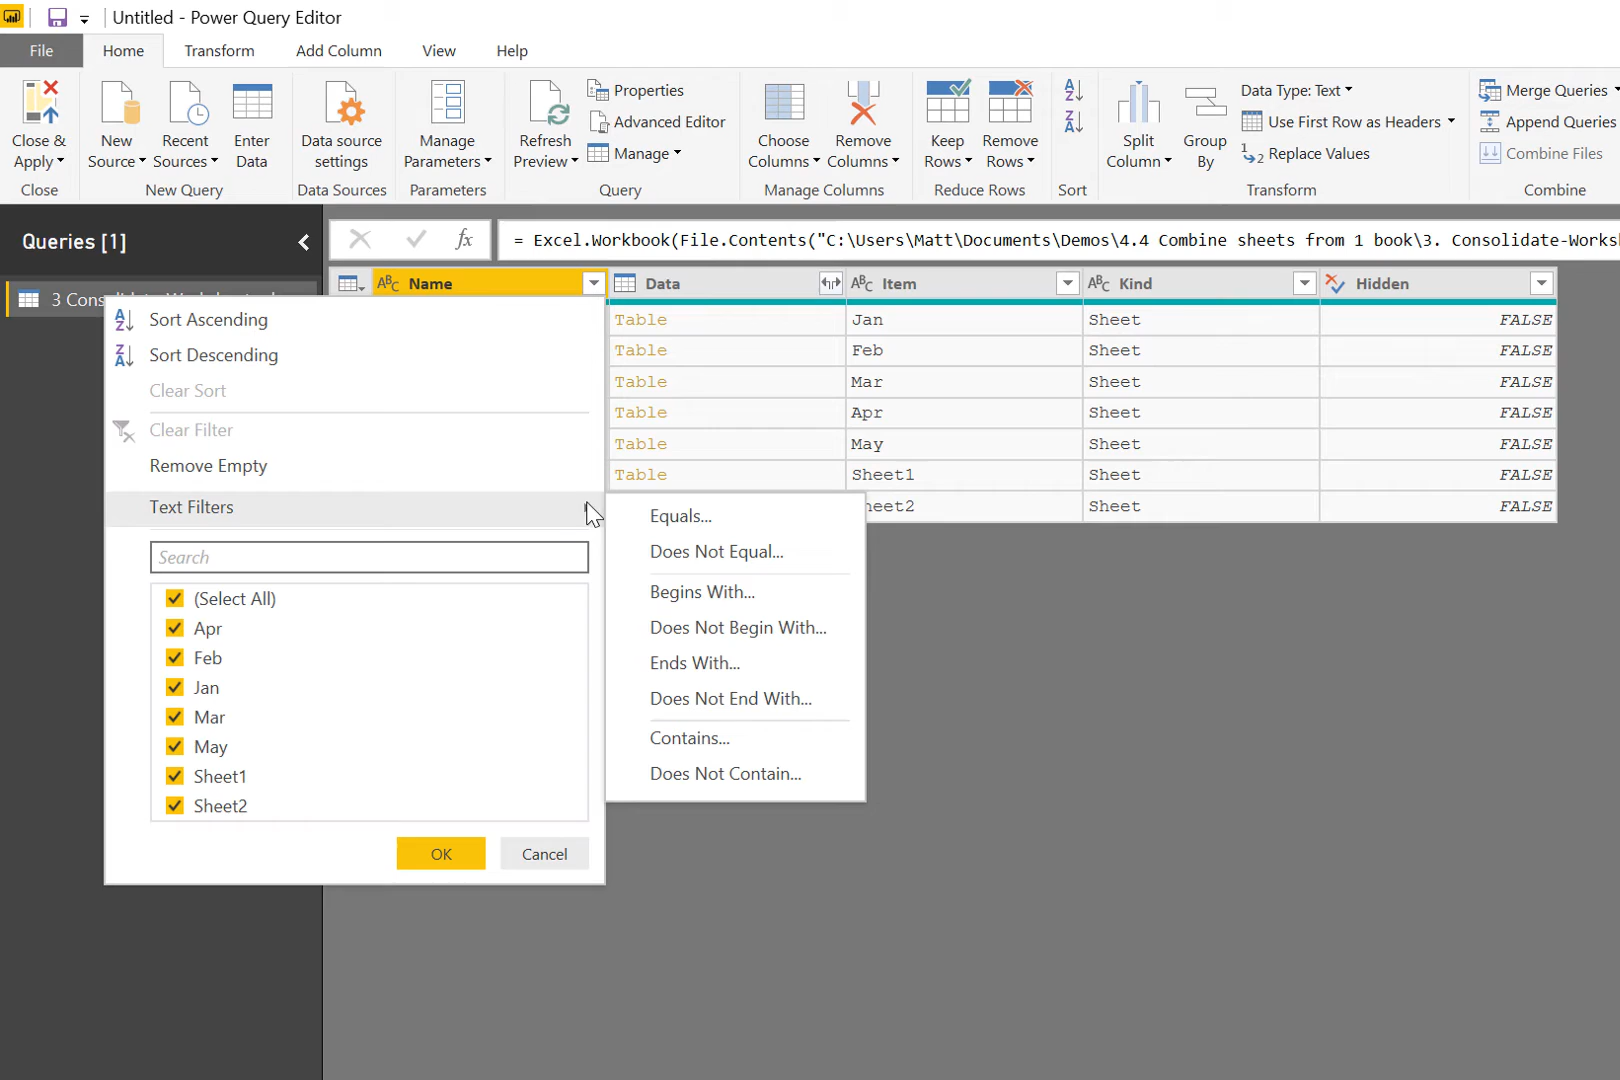 Untitled - Power Query Editor
File Home Transform Add Column View Help
Close & Apply
New Source
Recent Sources
Enter Data
Data source settings
Manage Parameters
Refresh Preview
Properties
Advanced Editor
Manage
Choose Columns
Remove Columns
Keep Rows
Remove Rows
Split Column
Group By
Data Type: Text
Use First Row as Headers
Replace Values
Merge Queries
Append Queries
Combine Files
Close New Query Data Sources Parameters Query Manage Columns Reduce Rows Sort Transform Combine
Queries [1]
fx = Excel.Workbook(File.Contents("C:\Users\Matt\Documents\Demos\4.4 Combine sheets from 1 book\3. Consolidate-Works
Name Data Item Kind Hidden
Table Jan Sheet FALSE
Table Feb Sheet FALSE
Table Mar Sheet FALSE
Table Apr Sheet FALSE
Table May Sheet FALSE
Table Sheet1 Sheet FALSE
heet2 Sheet FALSE
Sort Ascending
Sort Descending
Clear Sort
Clear Filter
Remove Empty
Text Filters
Search
(Select All)
Apr
Feb
Jan
Mar
May
Sheet1
Sheet2
OK Cancel
Equals...
Does Not Equal...
Begins With...
Does Not Begin With...
Ends With...
Does Not End With...
Contains...
Does Not Contain...